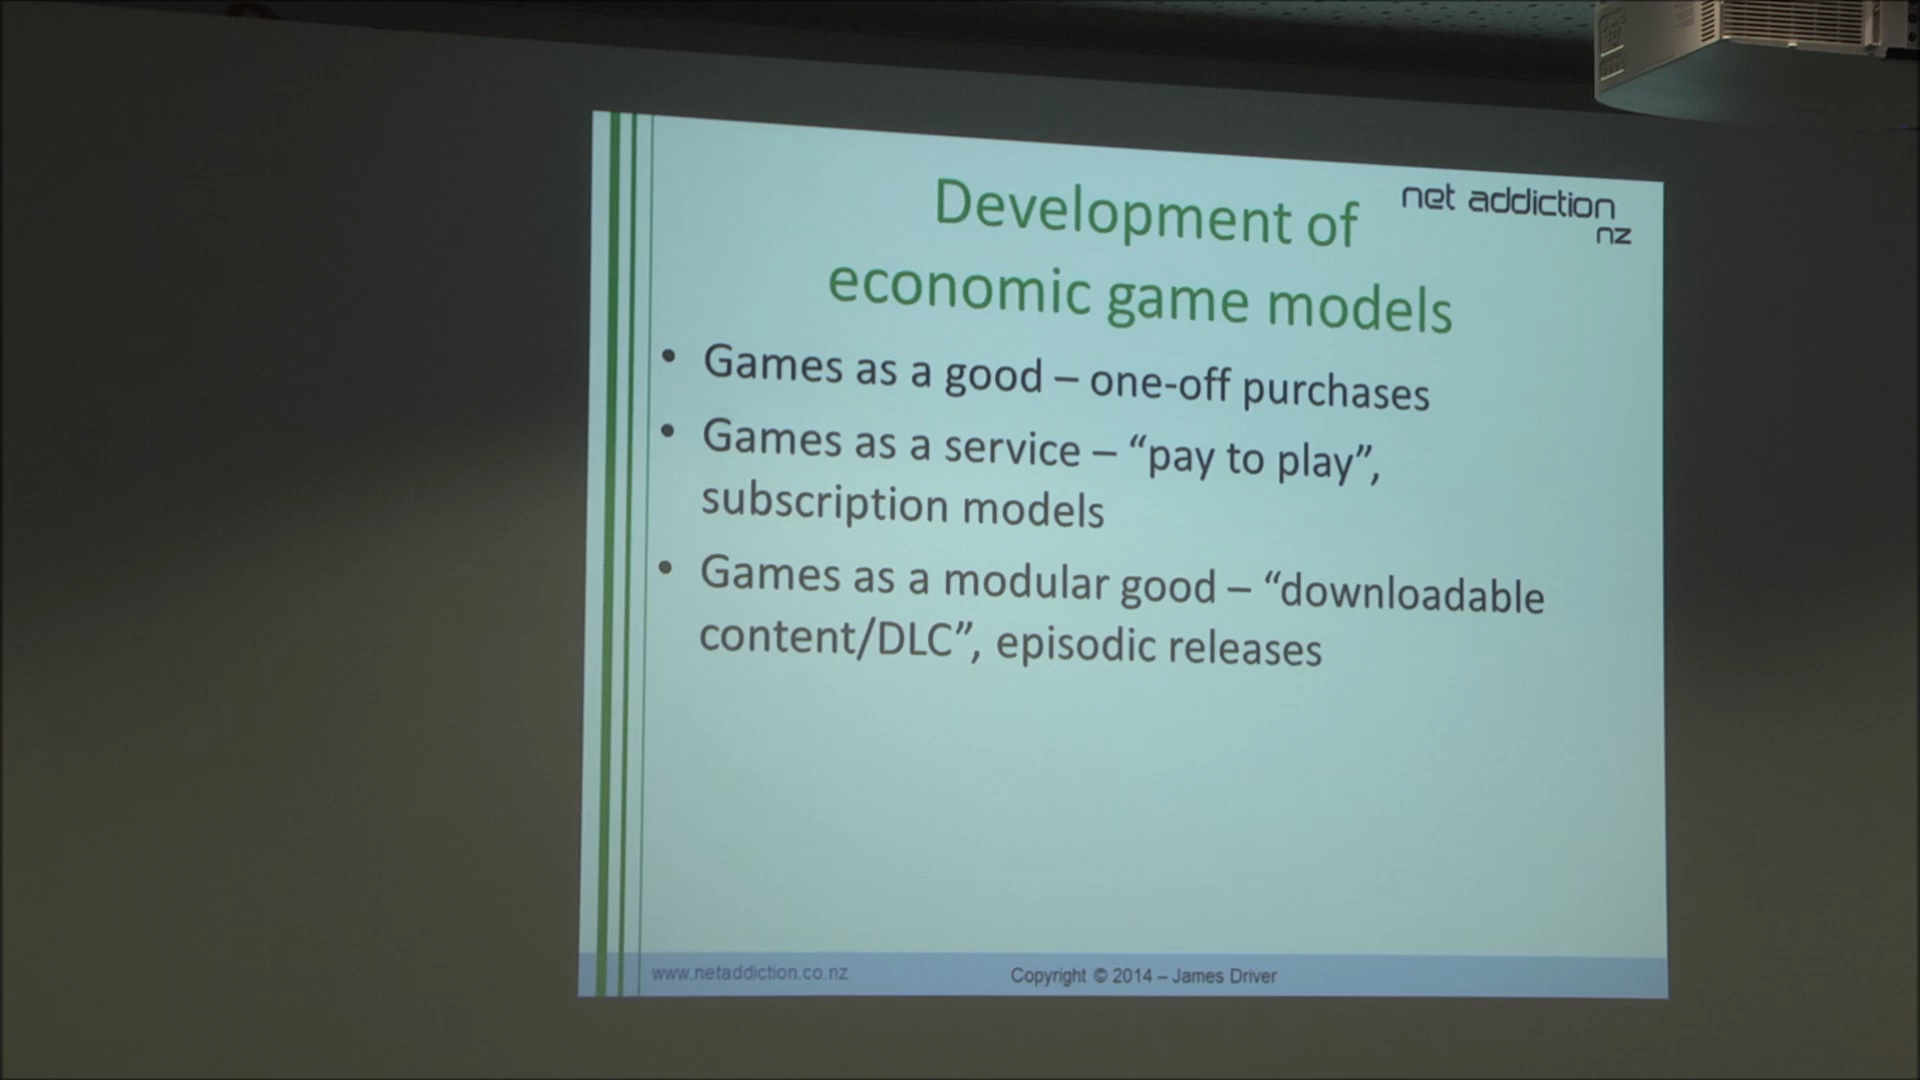 Development of
economic game models
net addiction
nz
• Games as a good – one-off purchases
• Games as a service – “pay to play”,
subscription models
• Games as a modular good – “downloadable
content/DLC”, episodic releases
www.netaddiction.co.nz
Copyright © 2014 – James Driver